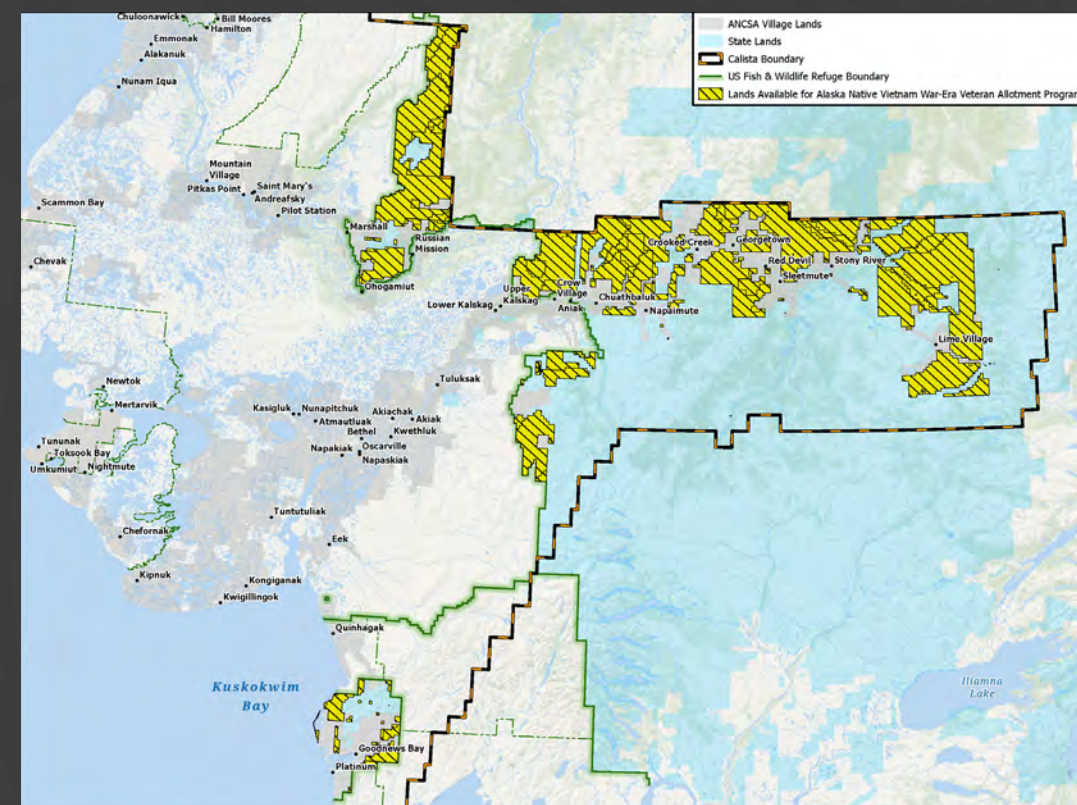 Chuloonawick
Bill Moores
Hamilton
Emmonak
Alakanuk
Nunam Iqua
ANCSA Village Lands
State Lands
Calista Boundary
US Fish & Wildlife Refuge Boundary
Lands Available for Alaska Native Vietnam War-Era Veteran Allotment Program
Mountain
Village
Pitkas Point
Saint Mary's
Andreafsky
Pilot Station
Scammon Bay
Marshall
Russian
Mission
Chevak
Ohogamiut
Crooked Creek
Georgetown
Red Devil
Stony River
Sleetmute
Upper
Kalskag
Lower Kalskag
Crow
Village
Aniak
Chuathbaluk
Napaimute
Lime Village
Newtok
Mertarvik
Tuluksak
Kasigluk
Nunapitchuk
Atmautluak
Akiachak
Akiak
Bethel
Kwethluk
Oscarville
Napakiak
Napaskiak
Tununak
Toksook Bay
Umkumiut
Nightmute
Tuntutuliak
Chefornak
Eek
Kipnuk
Kongiganak
Kwigillingok
Quinhagak
Kuskokwim
Bay
Iliamna
Lake
Goodnews Bay
Platinum